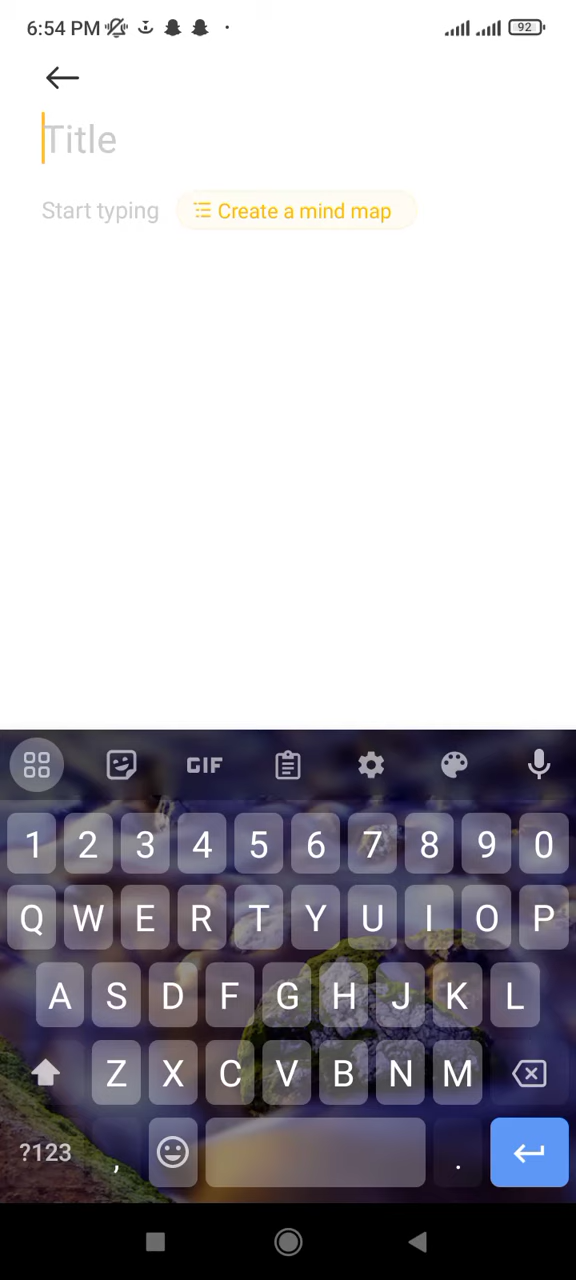 6:54 PM 92
Title
Start typing Create a mind map
GIF
1 2 3 4 5 6 7 8 9 0
Q W E R T Y U I O P
A S D F G H J K L
Z X C V B N M
?123 , .